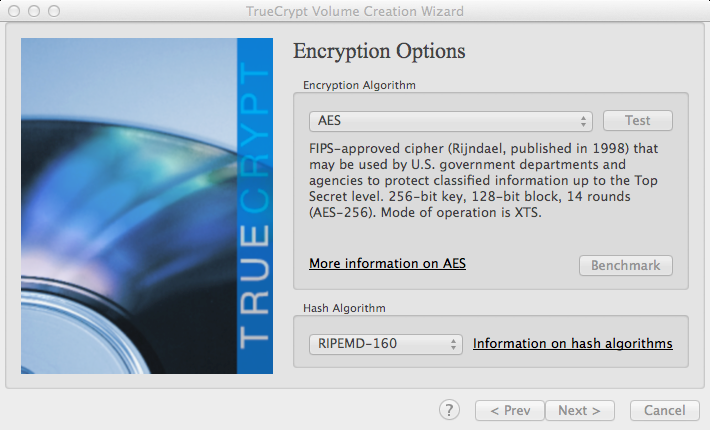 TrueCrypt Volume Creation Wizard
TRUECRYPT
Encryption Options
Encryption Algorithm
AES
Test
FIPS-approved cipher (Rijndael, published in 1998) that
may be used by U.S. government departments and
agencies to protect classified information up to the Top
Secret level. 256-bit key, 128-bit block, 14 rounds
(AES-256). Mode of operation is XTS.
More information on AES
Benchmark
Hash Algorithm
RIPEMD-160
Information on hash algorithms
?
< Prev
Next >
Cancel